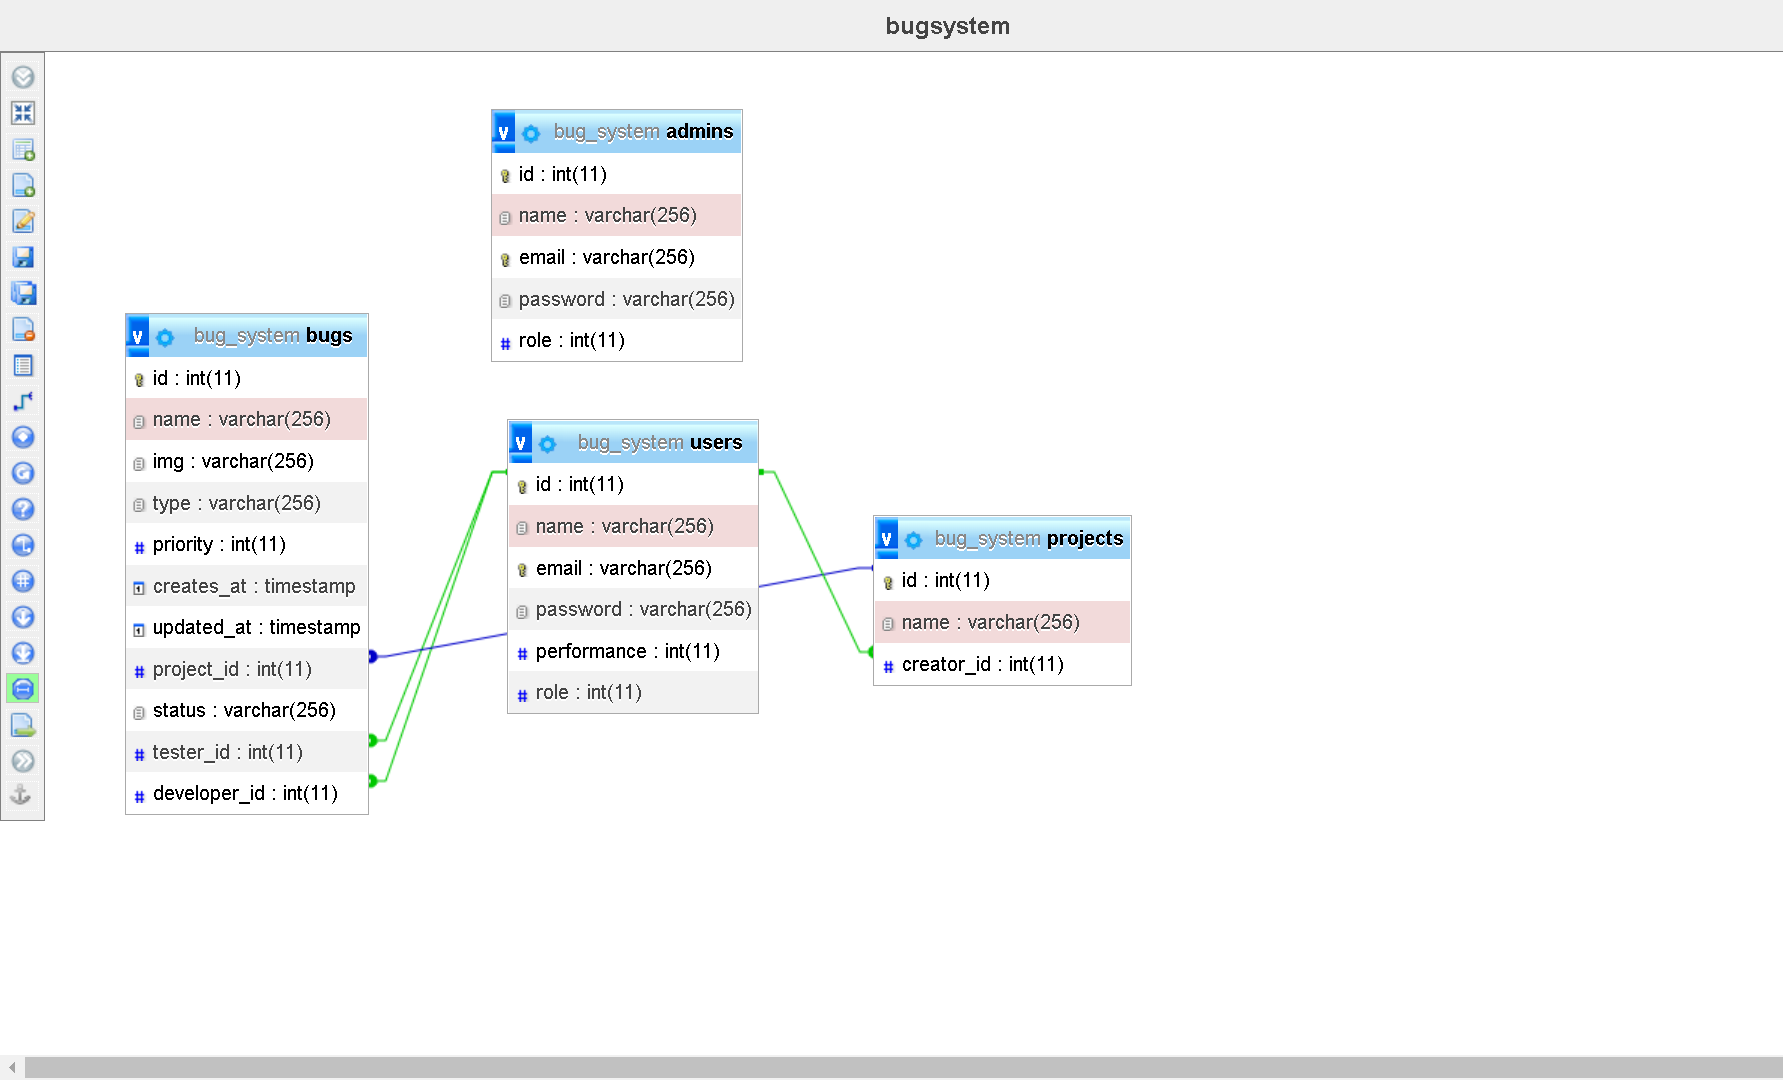 bugsystem
v bug_system admins
id : int(11)
name : varchar(256)
email : varchar(256)
password : varchar(256)
# role : int(11)
v bug_system bugs
id : int(11)
name : varchar(256)
img : varchar(256)
type : varchar(256)
# priority : int(11)
creates_at : timestamp
updated_at : timestamp
# project_id : int(11)
status : varchar(256)
# tester_id : int(11)
# developer_id : int(11)
v bug_system users
id : int(11)
name : varchar(256)
email : varchar(256)
password : varchar(256)
# performance : int(11)
# role : int(11)
v bug_system projects
id : int(11)
name : varchar(256)
# creator_id : int(11)